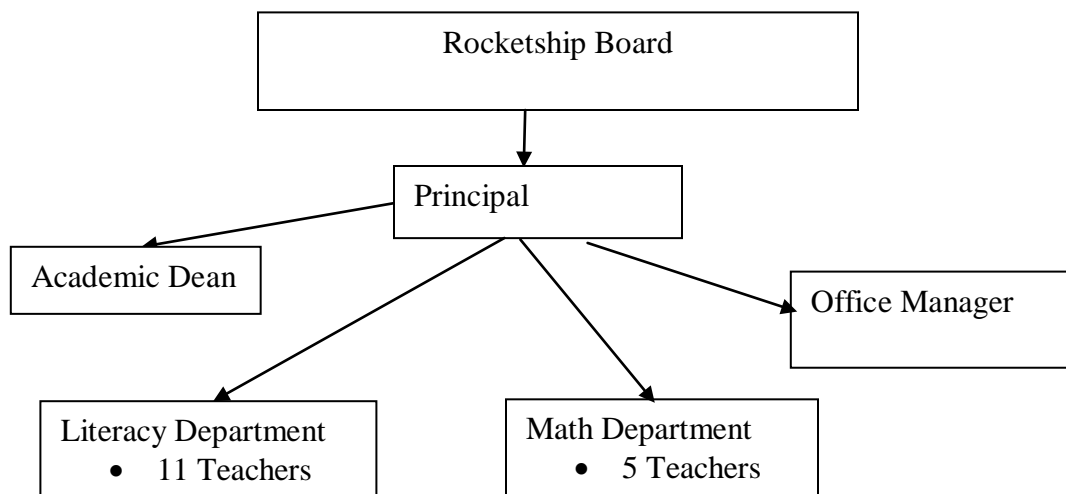 Rocketship Board
Principal
Academic Dean
Office Manager
Literacy Department
• 11 Teachers
Math Department
• 5 Teachers